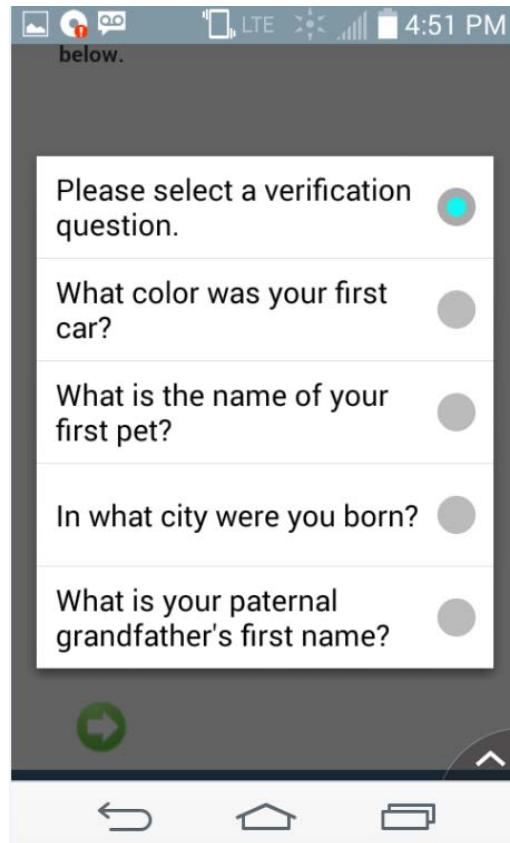 LTE 4:51 PM
below.
Please select a verification
question.
What color was your first
car?
What is the name of your
first pet?
In what city were you born?
What is your paternal
grandfather's first name?